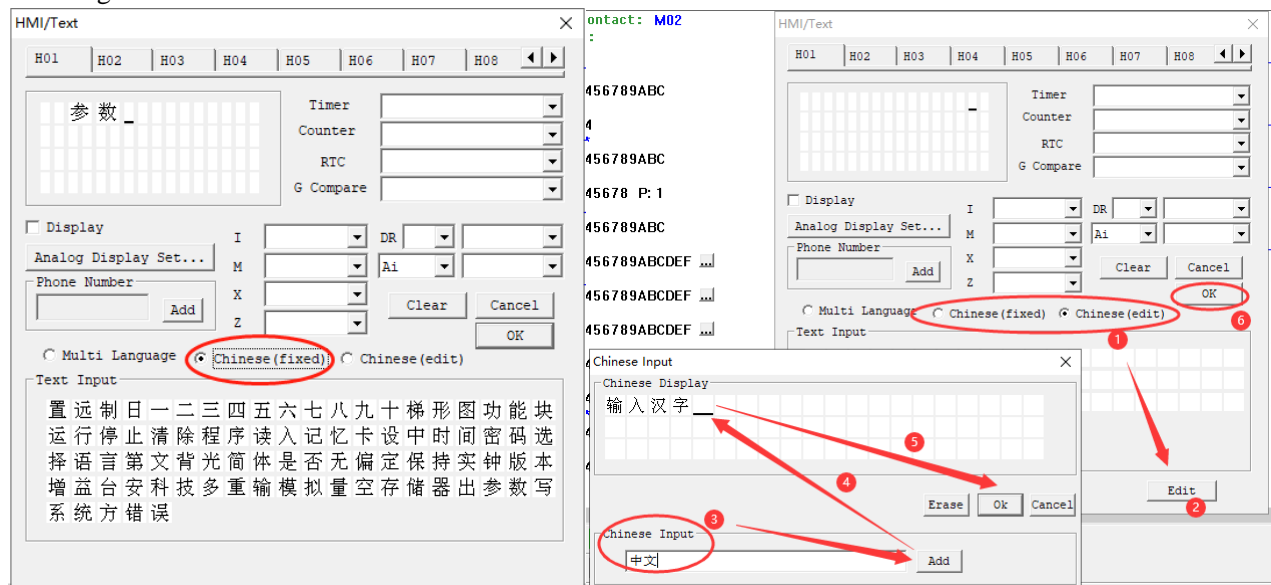 HMI/Text
H01 H02 H03 H04 H05 H06 H07 H08
参数_
Timer
Counter
RTC
G Compare
Display
Analog Display Set...
I
DR
M
Ai
Phone Number
X
Add
Clear
Cancel
Z
OK
Multi Language
Chinese(fixed)
Chinese(edit)
Text Input
置远制日一二三四五六七八九十梯形图功能块
运行停止清除程序读入记忆卡设中时间密码选
择语言第文背光简体是否无偏定保持实钟版本
增益台安科技多重输模拟量空存储器出参数写
系统方错误
ontact: M02
:
456789ABC
4
456789ABC
45678 P:1
456789ABC
456789ABCDEF ...
456789ABCDEF ...
456789ABCDEF ...
HMI/Text
H01 H02 H03 H04 H05 H06 H07 H08
_
Timer
Counter
RTC
G Compare
Display
Analog Display Set...
I
DR
M
Ai
Phone Number
X
Add
Clear
Cancel
Z
OK
6
Multi Language
Chinese(fixed)
Chinese(edit)
1
Text Input
Edit
2
Chinese Input
Chinese Display
输入汉字__
5
4
Erase
Ok
Cancel
3
Chinese Input
中文
Add